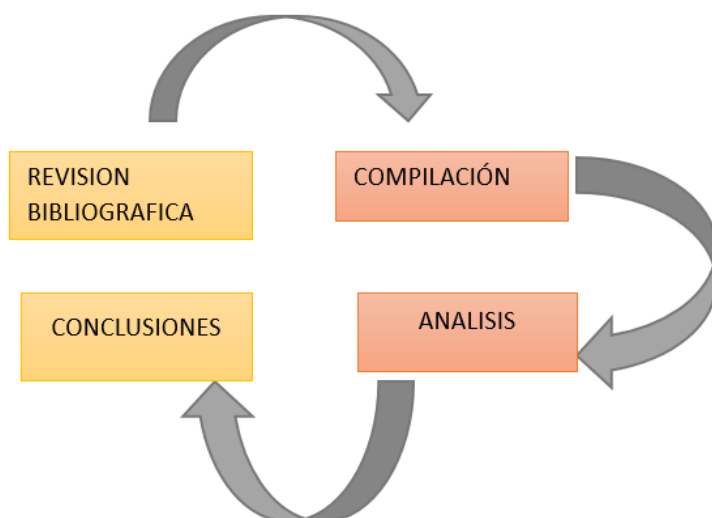 REVISION
BIBLIOGRAFICA
COMPILACIÓN
ANALISIS
CONCLUSIONES